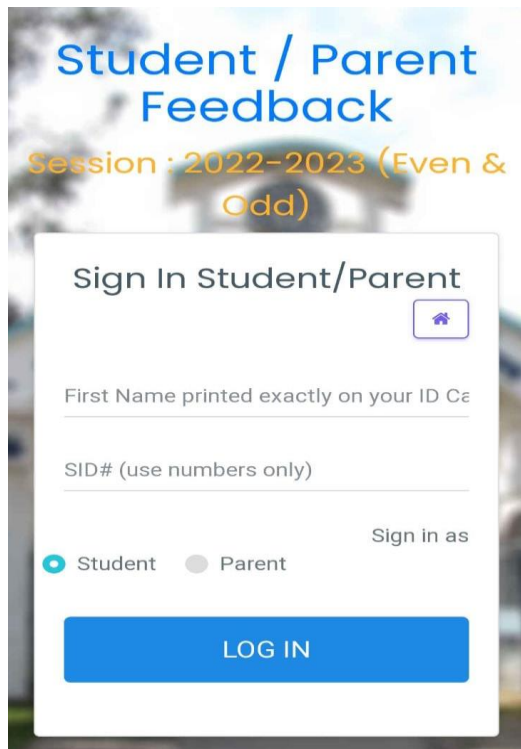 Student / Parent
Feedback
Session : 2022-2023 (Even &
Odd)
Sign In Student/Parent
First Name printed exactly on your ID Ca
SID# (use numbers only)
Sign in as
Student Parent
LOG IN